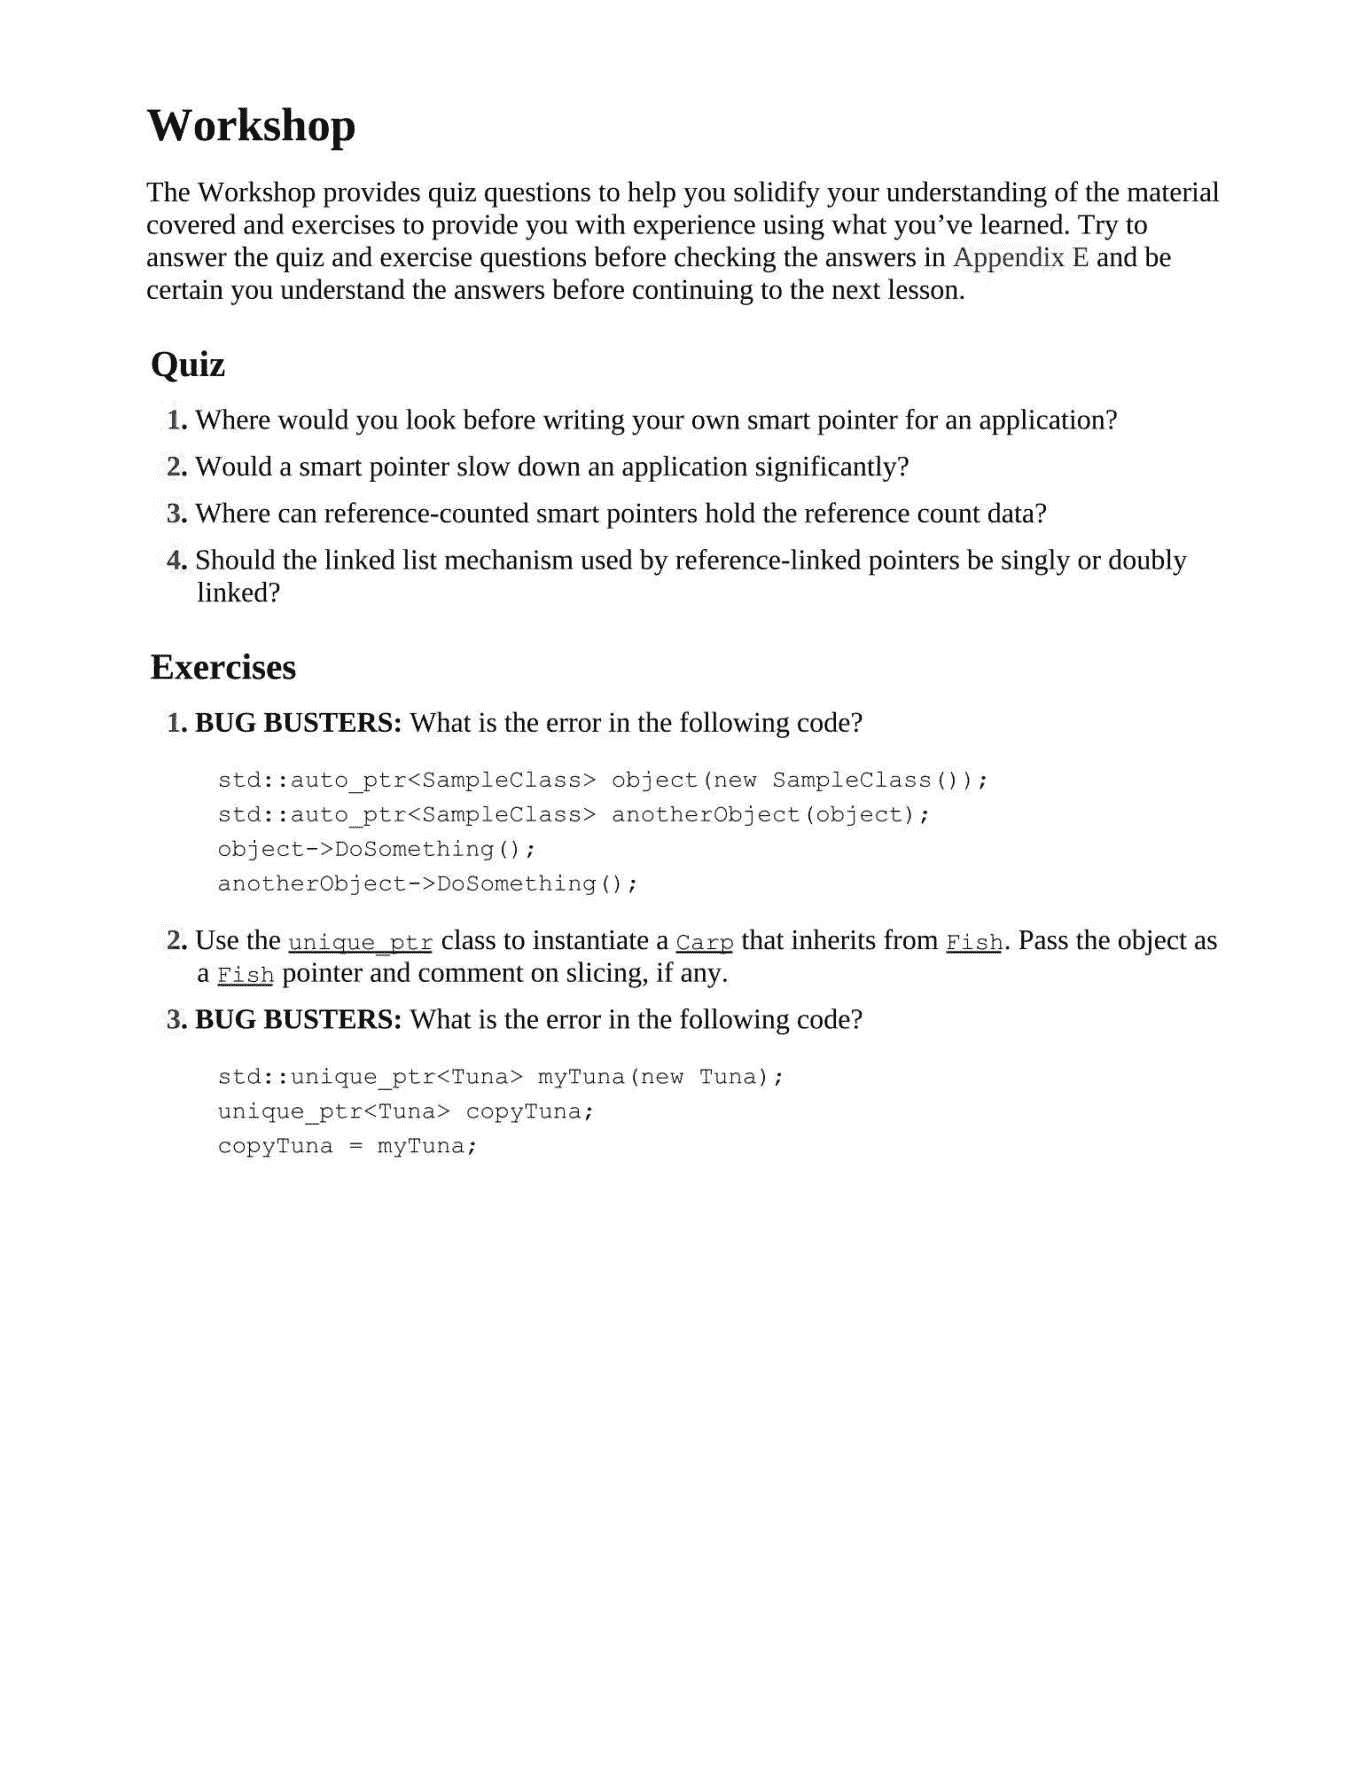 Workshop
The Workshop provides quiz questions to help you solidify your understanding of the material
covered and exercises to provide you with experience using what you’ve learned. Try to
answer the quiz and exercise questions before checking the answers in Appendix E and be
certain you understand the answers before continuing to the next lesson.
Quiz
1. Where would you look before writing your own smart pointer for an application?
2. Would a smart pointer slow down an application significantly?
3. Where can reference-counted smart pointers hold the reference count data?
4. Should the linked list mechanism used by reference-linked pointers be singly or doubly
linked?
Exercises
1. BUG BUSTERS: What is the error in the following code?
std::auto_ptr<SampleClass> object(new SampleClass());
std::auto_ptr<SampleClass> anotherObject(object);
object->DoSomething();
anotherObject->DoSomething();
2. Use the unique_ptr class to instantiate a Carp that inherits from Fish. Pass the object as
a Fish pointer and comment on slicing, if any.
3. BUG BUSTERS: What is the error in the following code?
std::unique_ptr<Tuna> myTuna(new Tuna);
unique_ptr<Tuna> copyTuna;
copyTuna = myTuna;